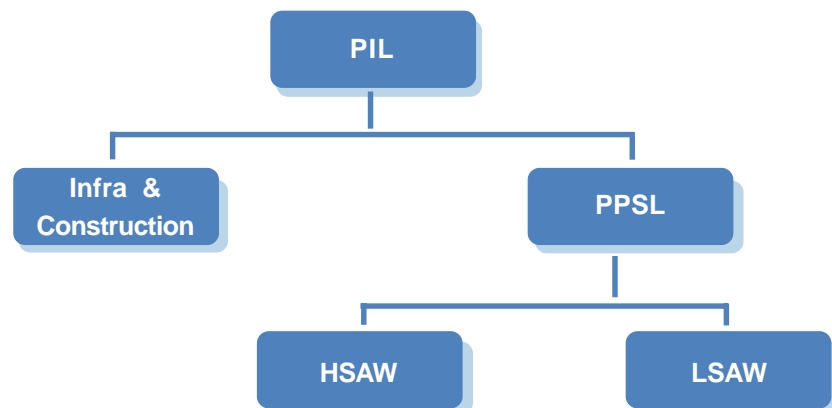 PIL
Infra &
Construction
PPSL
HSAW
LSAW